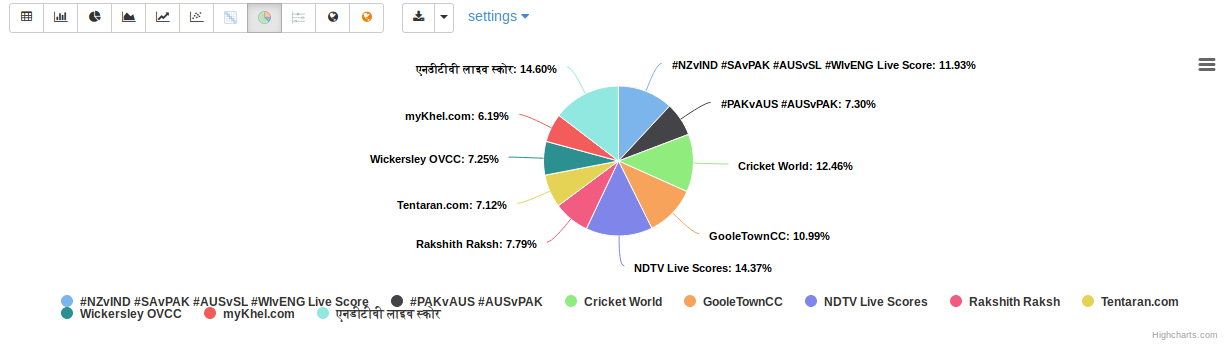 settings
एनडीटीवी लाइव स्कोर: 14.60%
#NZvIND #SAvPAK #AUSvSL #WIvENG Live Score: 11.93%
myKhel.com: 6.19%
#PAKvAUS #AUSvPAK: 7.30%
Wickersley OVCC: 7.25%
Cricket World: 12.46%
Tentaran.com: 7.12%
GooleTownCC: 10.99%
Rakshith Raksh: 7.79%
NDTV Live Scores: 14.37%
#NZvIND #SAvPAK #AUSvSL #WIvENG Live Score #PAKvAUS #AUSvPAK Cricket World GooleTownCC NDTV Live Scores Rakshith Raksh Tentaran.com
Wickersley OVCC myKhel.com एनडीटीवी लाइव स्कोर
Highcharts.com